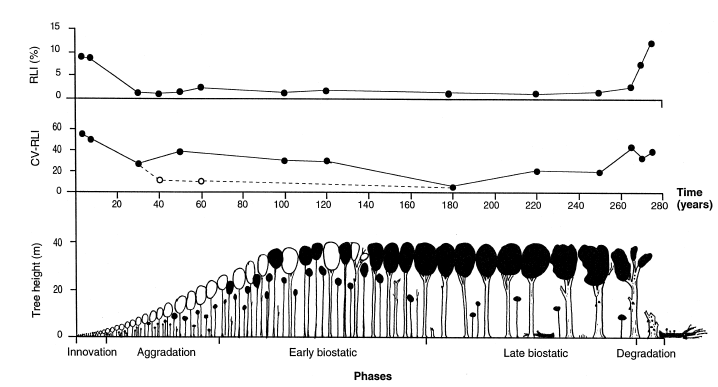 15
10
5
0
RLI (%)
60
40
20
0
CV-RLI
20 40 60 80 100 120 140 160 180 200 220 240 260 280
Time
(years)
40
20
0
Tree height (m)
Innovation Aggradation Early biostatic Late biostatic Degradation
Phases